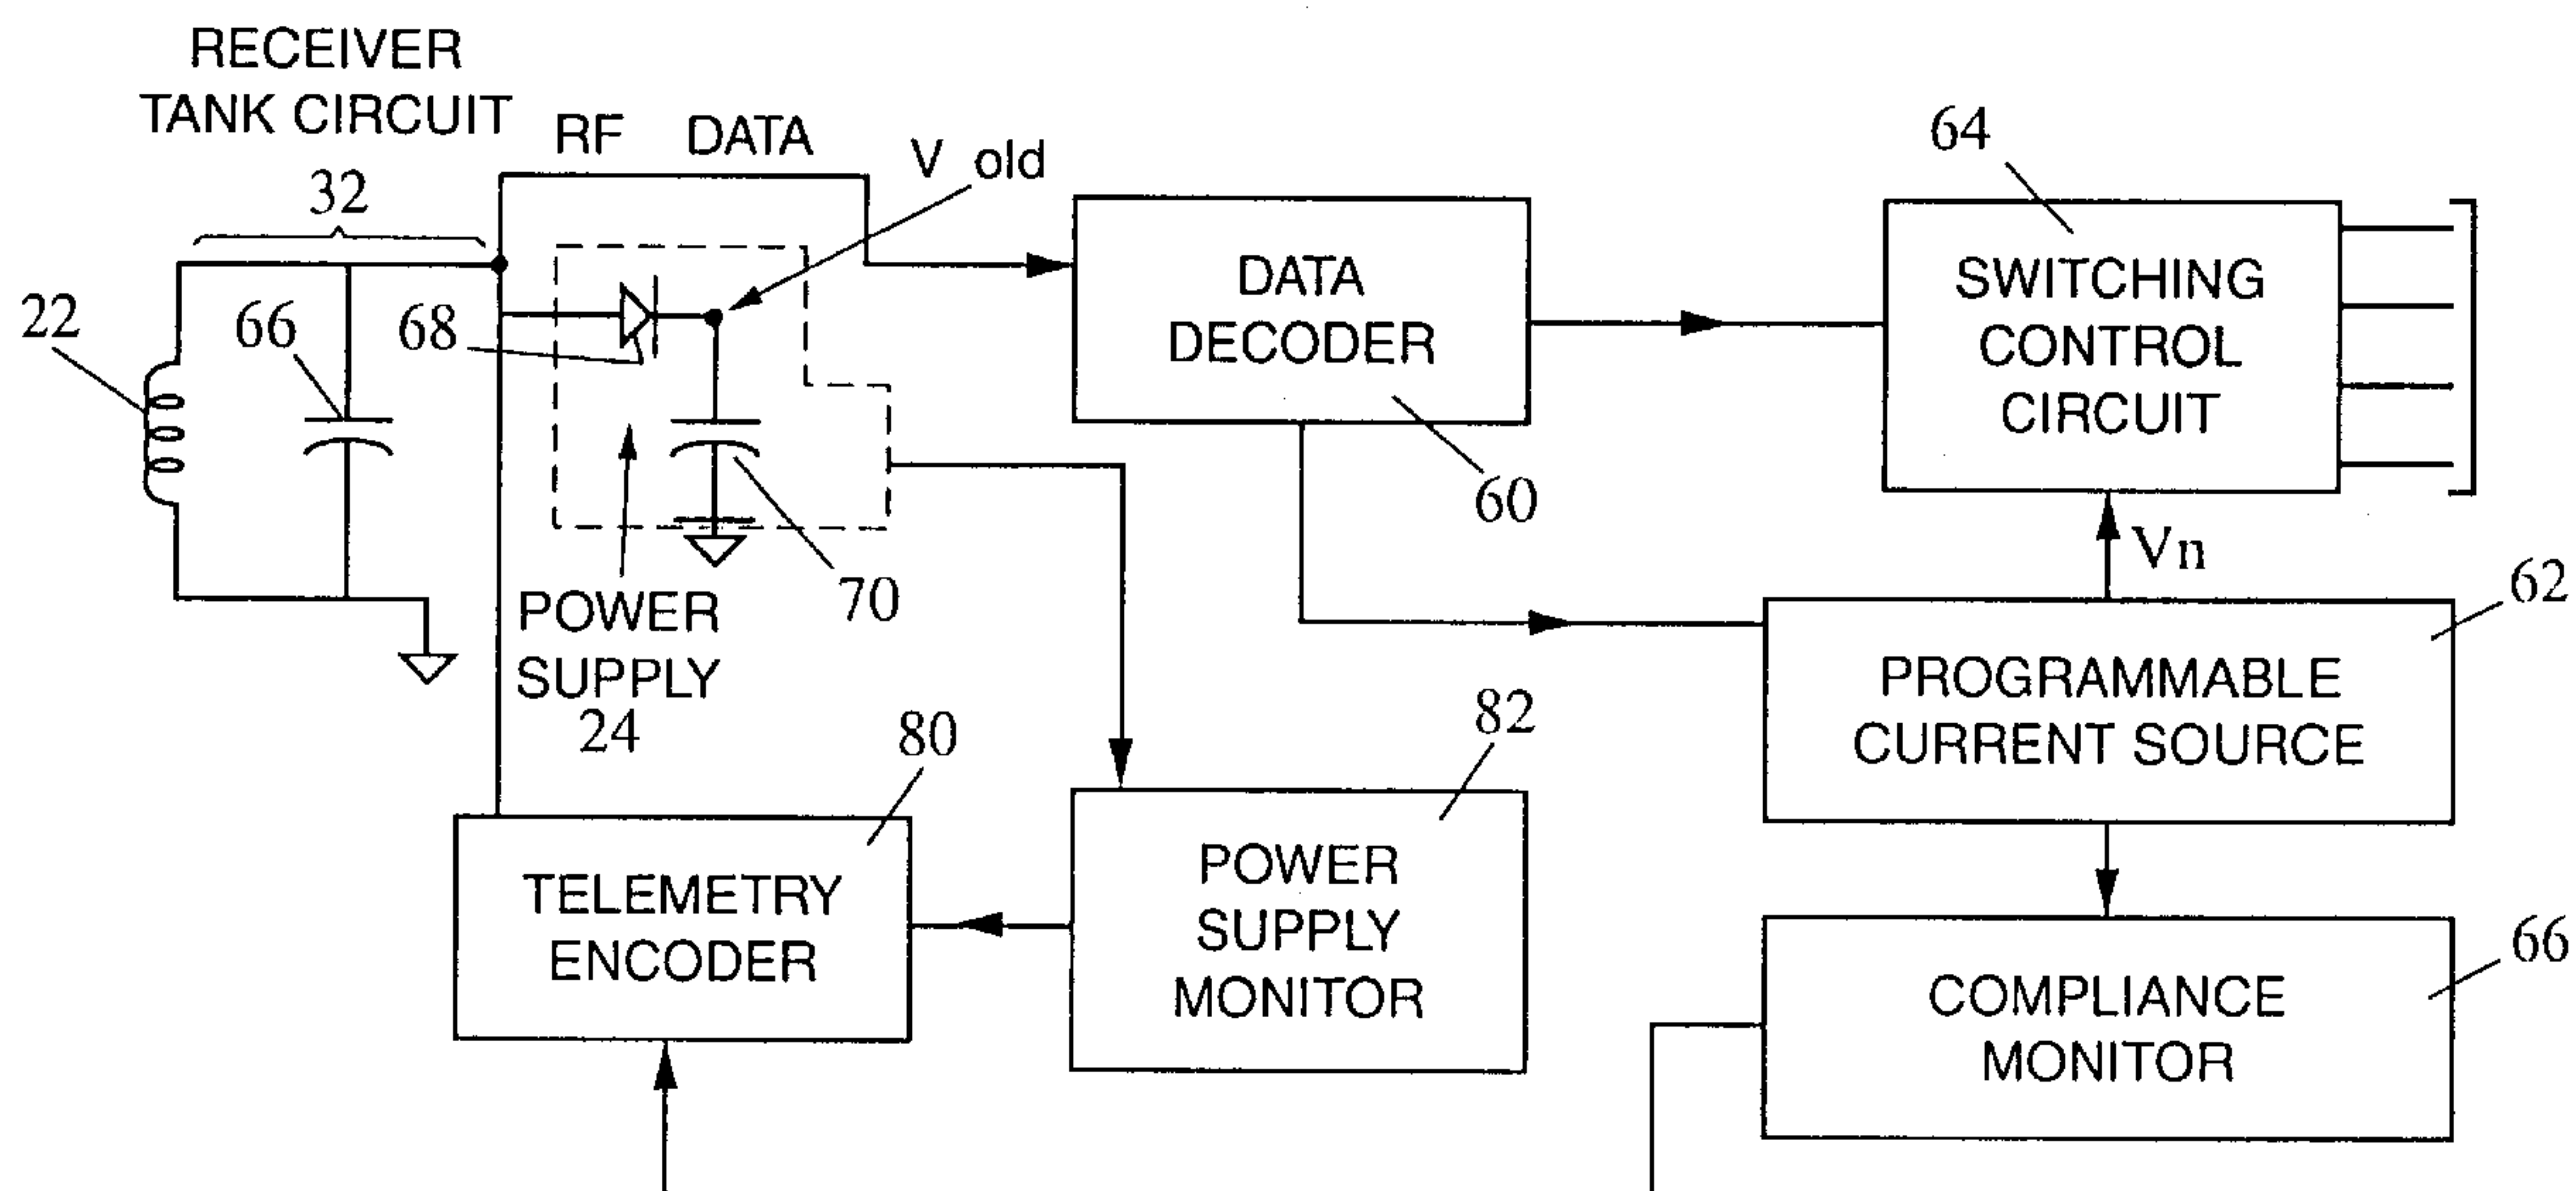 RECEIVER
TANK CIRCUIT
32
RF DATA
V old
22
66
68
70
POWER
SUPPLY
24
DATA
DECODER
60
64
SWITCHING
CONTROL
CIRCUIT
Vn
62
PROGRAMMABLE
CURRENT SOURCE
80
TELEMETRY
ENCODER
82
POWER
SUPPLY
MONITOR
66
COMPLIANCE
MONITOR